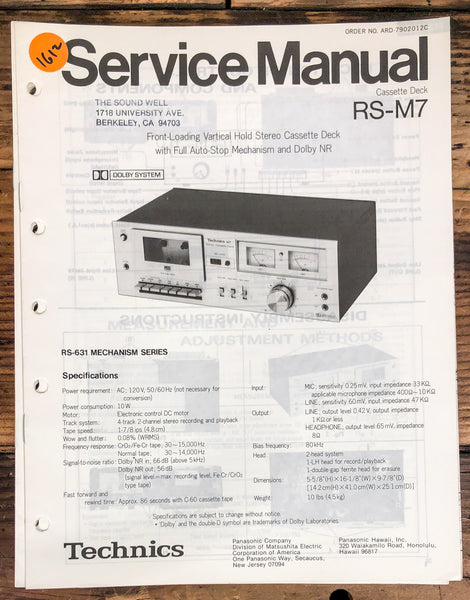 ORDER NO. ARD-7902012C
1612
Service Manual
Cassette Deck
RS-M7
THE SOUND WELL
1718 UNIVERSITY AVE.
BERKELEY, CA 94703
Front-Loading Vartical Hold Stereo Cassette Deck
with Full Auto-Stop Mechanism and Dolby NR
DOLBY SYSTEM
Technics
RS-631 MECHANISM SERIES
Specifications
Power requirement: AC; 120V, 50/60Hz (not necessary for
conversion)
Power consumption: 10W
Motor: Electronic control DC motor
Track system: 4-track 2-channel stereo recording and playback
Tape speed: 1-7/8 ips (4.8cm)
Wow and flutter: 0.08% (WRMS)
Frequency response: CrO₂/Fe-Cr tape; 30~15,000Hz
Normal tape; 30~14,000Hz
Signal-to-noise ratio: Dolby* NR in; 66dB (above 5kHz)
Dolby NR out; 56dB
(signal level=max. recording level, Fe-Cr/CrO₂
type tape)
Fast forward and
rewind time: Approx. 86 seconds with C-60 cassette tape
Input: MIC; sensitivity 0.25mV, input impedance 33KΩ,
applicable microphone impedance 400Ω~10KΩ
LINE; sensitivity 60mV, input impedance 47KΩ
Output: LINE; output level 0.42V, output impedance
1KΩ or less
HEADPHONE; output level 65mV, impedance
8Ω
Bias frequency: 80kHz
Head: 2-head system
1-LH head for record/playback
1-double-gap ferrite head for erasure
Dimensions: 5-5/8"(H)×16-1/8"(W)×9-7/8"(D)
[14.2cm(H)×41.0cm(W)×25.1cm(D)]
Weight: 10lbs (4.5kg)
Specifications are subject to change without notice.
* 'Dolby' and the double-D symbol are trademarks of Dolby Laboratories.
Technics
Panasonic Company
Division of Matsushita Electric
Corporation of America
One Panasonic Way, Secaucus,
New Jersey 07094
Panasonic Hawaii, Inc.
320 Waiakamilo Road, Honolulu,
Hawaii 96817